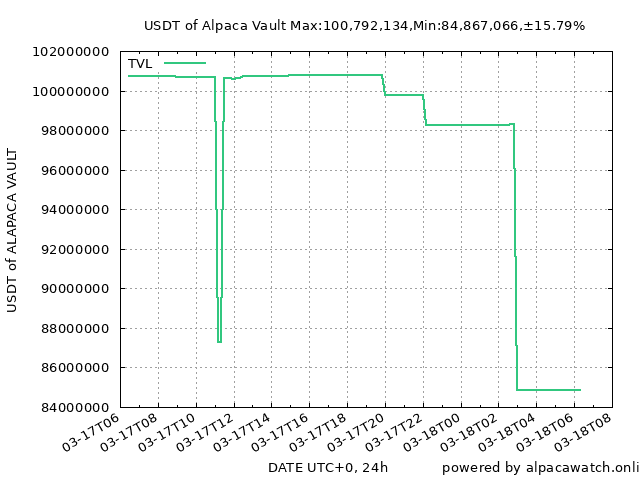 USDT of Alpaca Vault Max:100,792,134,Min:84,867,066,±15.79%
TVL
102000000
100000000
98000000
96000000
94000000
92000000
90000000
88000000
86000000
84000000
USDT of ALAPACA VAULT
03-17T06
03-17T08
03-17T10
03-17T12
03-17T14
03-17T16
03-17T18
03-17T20
03-17T22
03-18T00
03-18T02
03-18T04
03-18T06
03-18T08
DATE UTC+0, 24h
powered by alpacawatch.onli